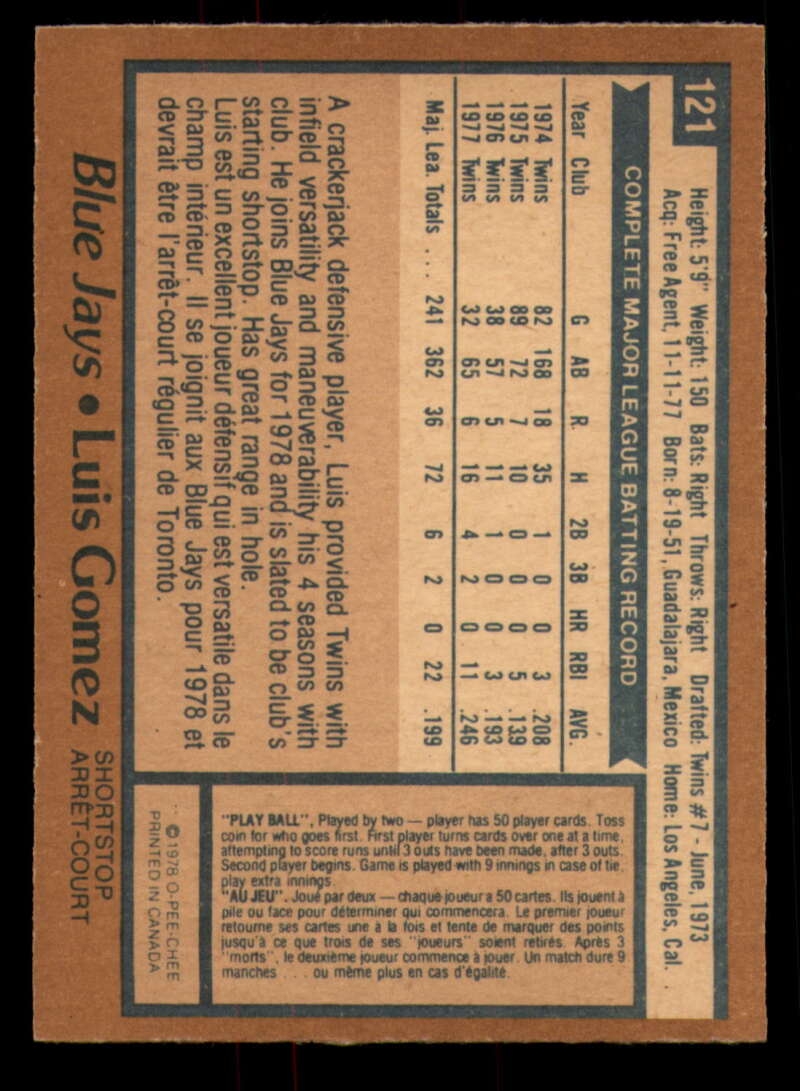 121
Height: 5'9" Weight: 150 Bats: Right Throws: Right Drafted: Twins #7 - June, 1973
Acq: Free Agent, 11-11-77 Born: 8-19-51, Guadalajara, Mexico Home: Los Angeles, Cal.
COMPLETE MAJOR LEAGUE BATTING RECORD
Year Club G AB R H 2B 3B HR RBI AVG.
1974 Twins 82 168 18 35 1 0 0 3 .208
1975 Twins 89 72 7 10 0 0 0 5 .139
1976 Twins 38 57 5 11 1 0 0 3 .193
1977 Twins 32 65 6 16 4 2 0 11 .246
Maj. Lea. Totals ... 241 362 36 72 6 2 0 22 .199
A crackerjack defensive player, Luis provided Twins with
infield versatility and maneuverability his 4 seasons with
club. He joins Blue Jays for 1978 and is slated to be club's
starting shortstop. Has great range in hole.
Luis est un excellent joueur défensif qui est versatile dans le
champ intérieur. Il se joignit aux Blue Jays pour 1978 et
devrait être l'arrêt-court régulier de Toronto.
"PLAY BALL", Played by two — player has 50 player cards. Toss
coin for who goes first. First player turns cards over one at a time,
attempting to score runs until 3 outs have been made, after 3 outs.
Second player begins. Game is played with 9 innings in case of tie,
play extra innings.
"AU JEU". Joué par deux — chaque joueur a 50 cartes. Ils jouent à
pile ou face pour déterminer qui commencera. Le premier joueur
retourne ses cartes une à la fois et tente de marquer des points
jusqu'à ce que trois de ses "joueurs" soient retirés. Après 3
"morts", le deuxième joueur commence à jouer. Un match dure 9
manches . . . ou même plus en cas d'égalité.
© 1978 O-PEE-CHEE
PRINTED IN CANADA
Blue Jays • Luis Gomez
SHORTSTOP
ARRÊT-COURT